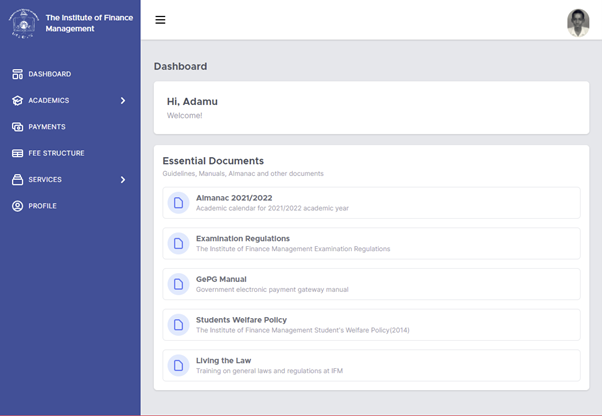 The Institute of Finance
Management
DASHBOARD
ACADEMICS
PAYMENTS
FEE STRUCTURE
SERVICES
PROFILE
Dashboard
Hi, Adamu
Welcome!
Essential Documents
Guidelines, Manuals, Almanac and other documents
Almanac 2021/2022
Academic calendar for 2021/2022 academic year
Examination Regulations
The Institute of Finance Management Examination Regulations
GePG Manual
Government electronic payment gateway manual
Students Welfare Policy
The Institute of Finance Management Student's Welfare Policy(2014)
Living the Law
Training on general laws and regulations at IFM